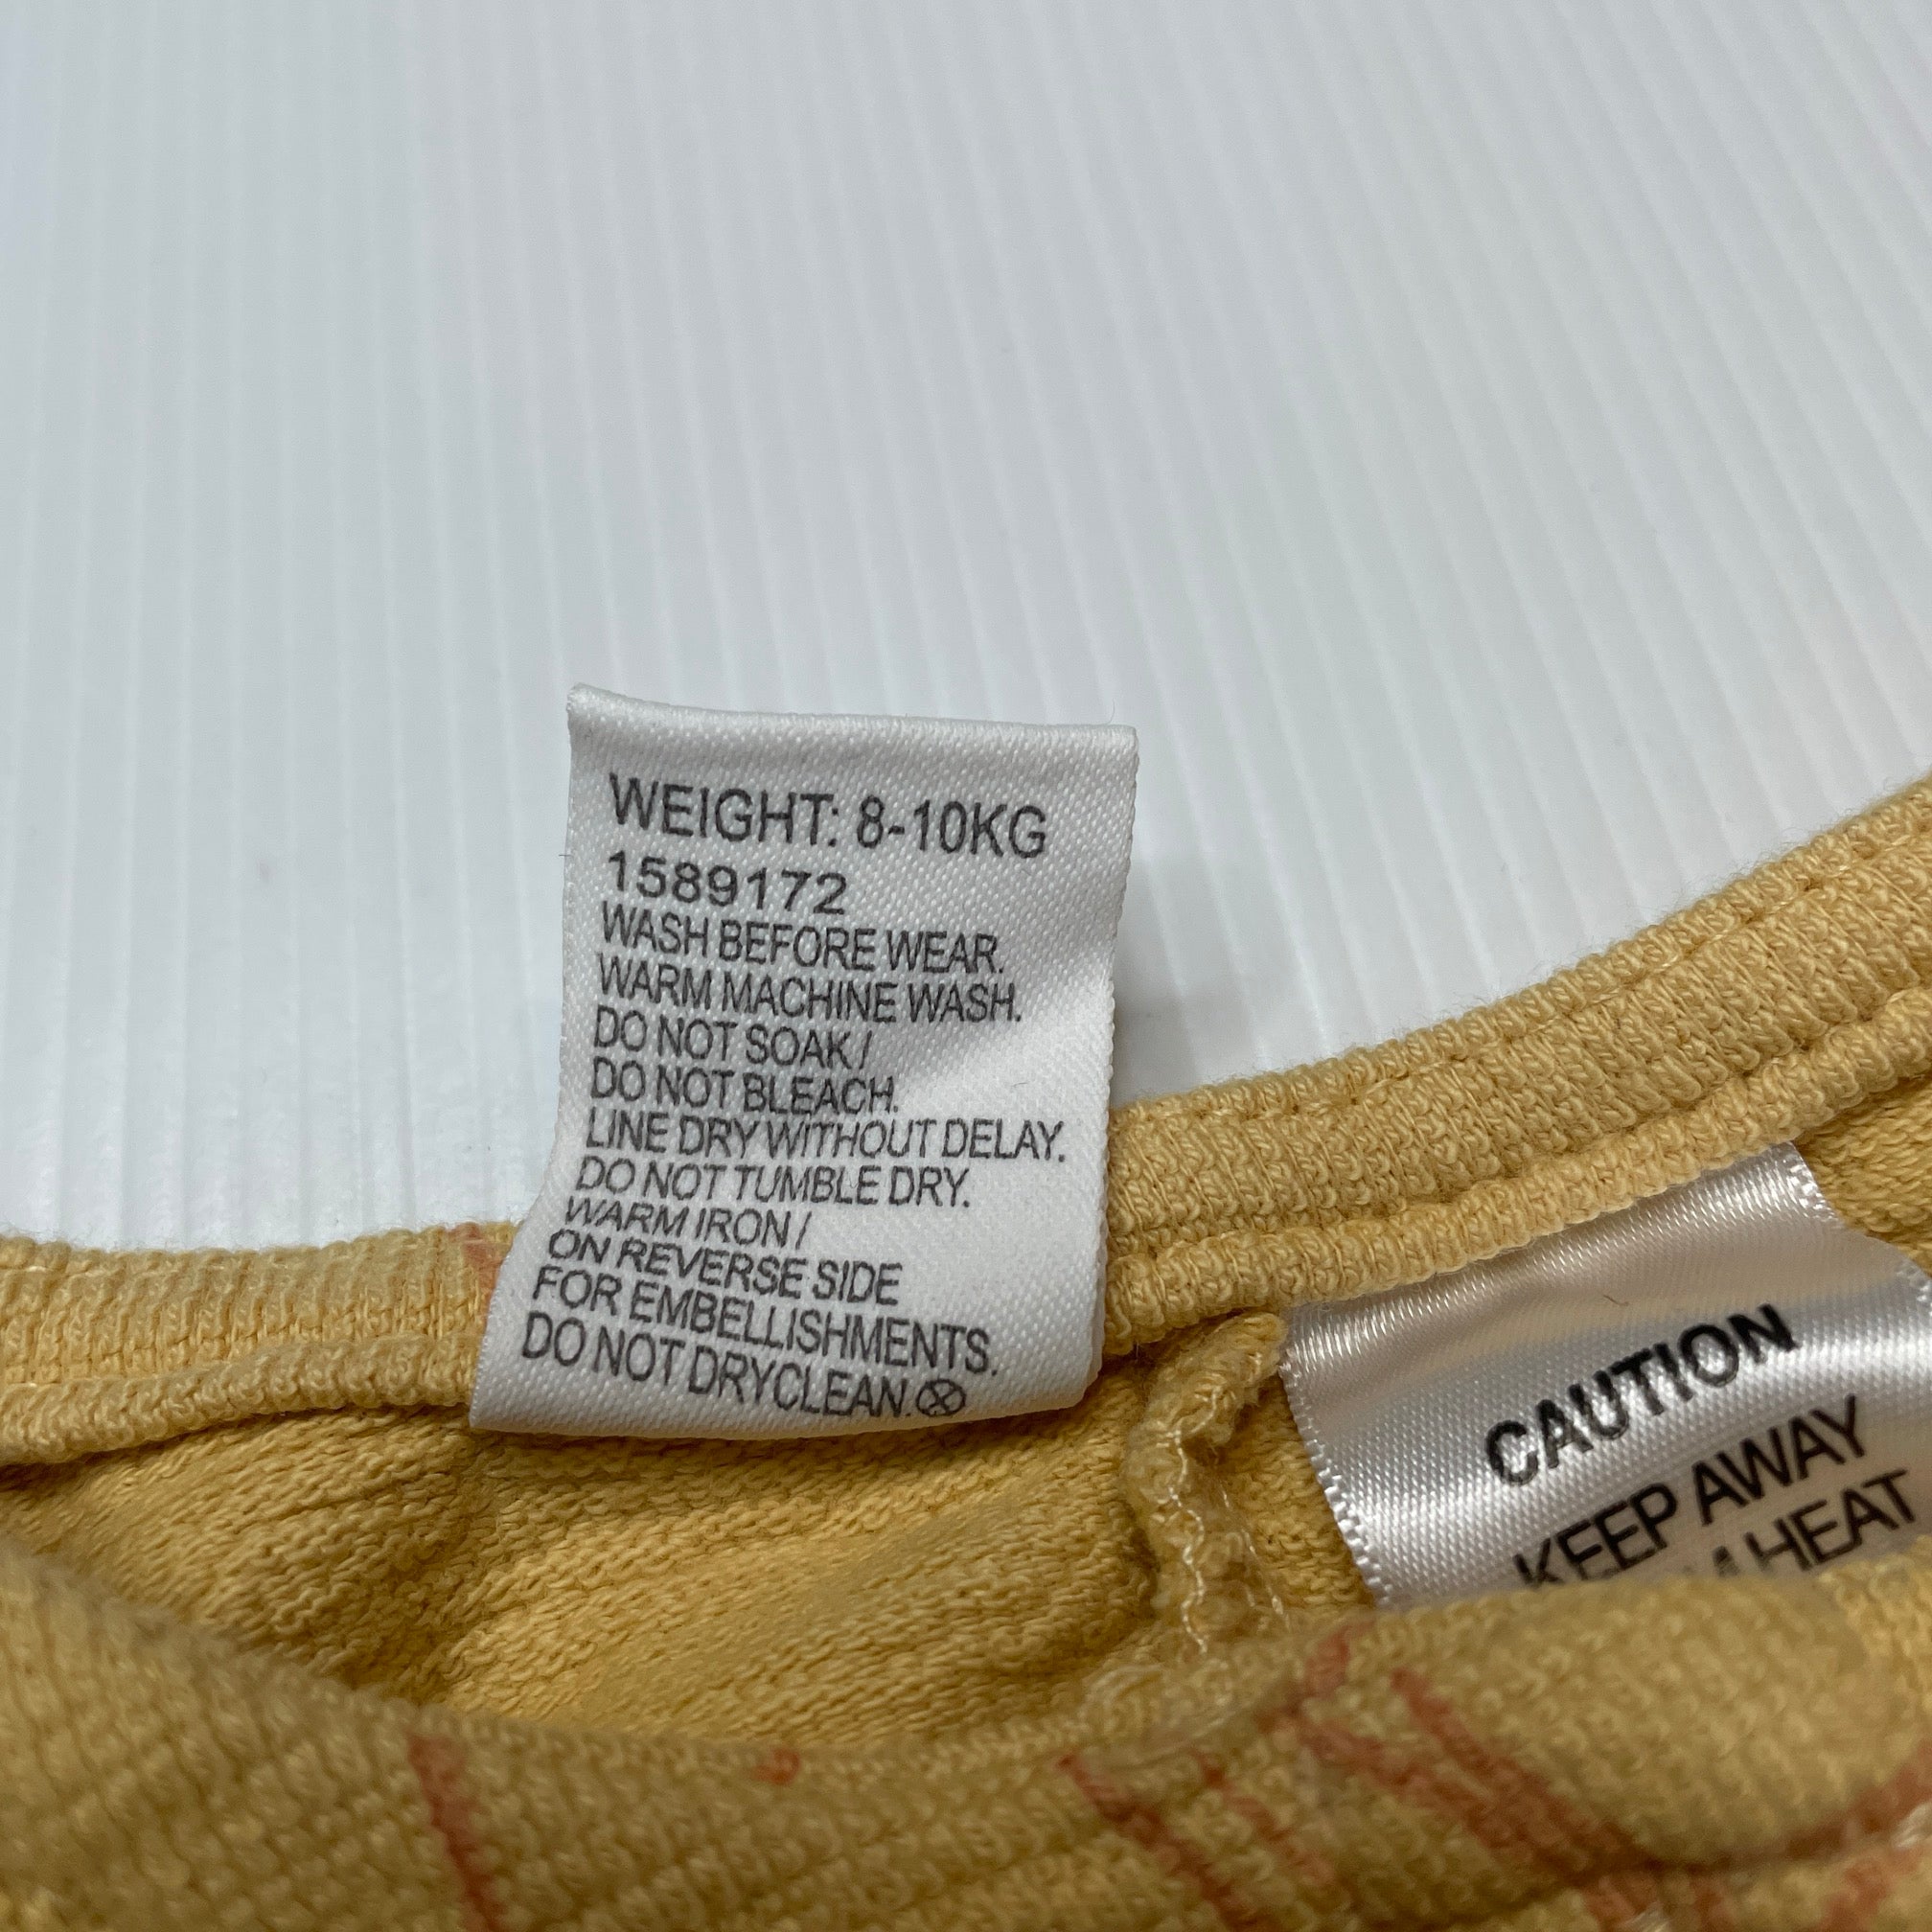 WEIGHT: 8-10KG
1589172
WASH BEFORE WEAR.
WARM MACHINE WASH.
DO NOT SOAK/
DO NOT BLEACH.
LINE DRY WITHOUT DELAY.
DO NOT TUMBLE DRY.
WARM IRON/
ON REVERSE SIDE
FOR EMBELLISHMENTS.
DO NOT DRYCLEAN.
CAUTION
KEEP AWAY
HEAT